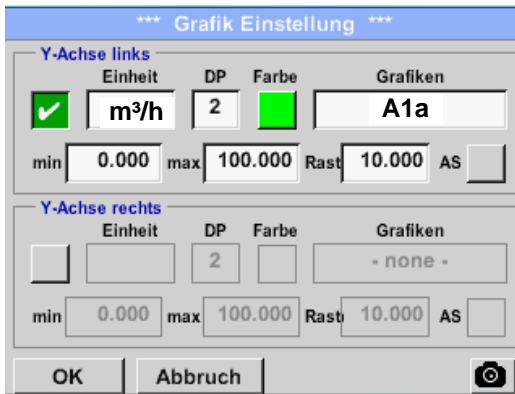 *** Grafik Einstellung ***
Y-Achse links
Einheit DP Farbe Grafiken
m³/h 2 A1a
min 0.000 max 100.000 Rast 10.000 AS
Y-Achse rechts
Einheit DP Farbe Grafiken
2 - none -
min 0.000 max 100.000 Rast 10.000 AS
OK Abbruch